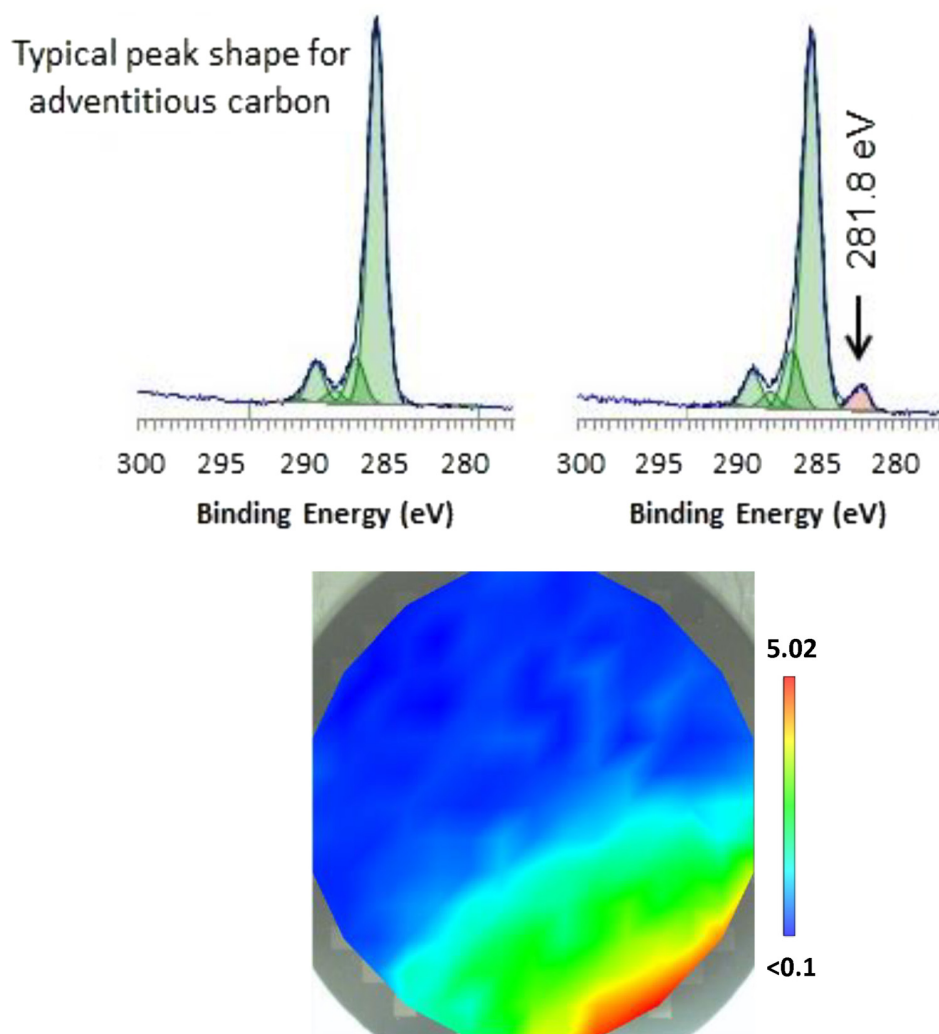 Typical peak shape for
adventitious carbon
281.8 eV
300 295 290 285 280
Binding Energy (eV)
300 295 290 285 280
Binding Energy (eV)
5.02
<0.1